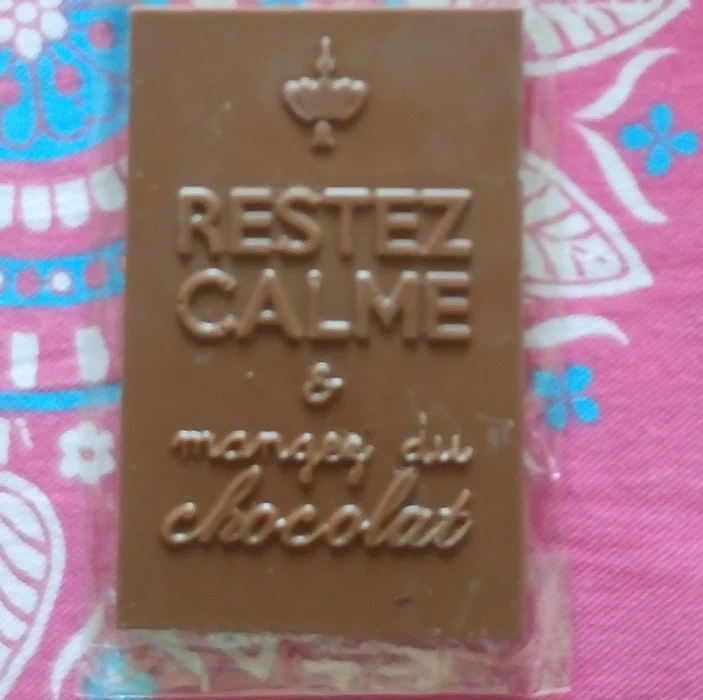 RESTEZ
CALME
&
mangez du
chocolat